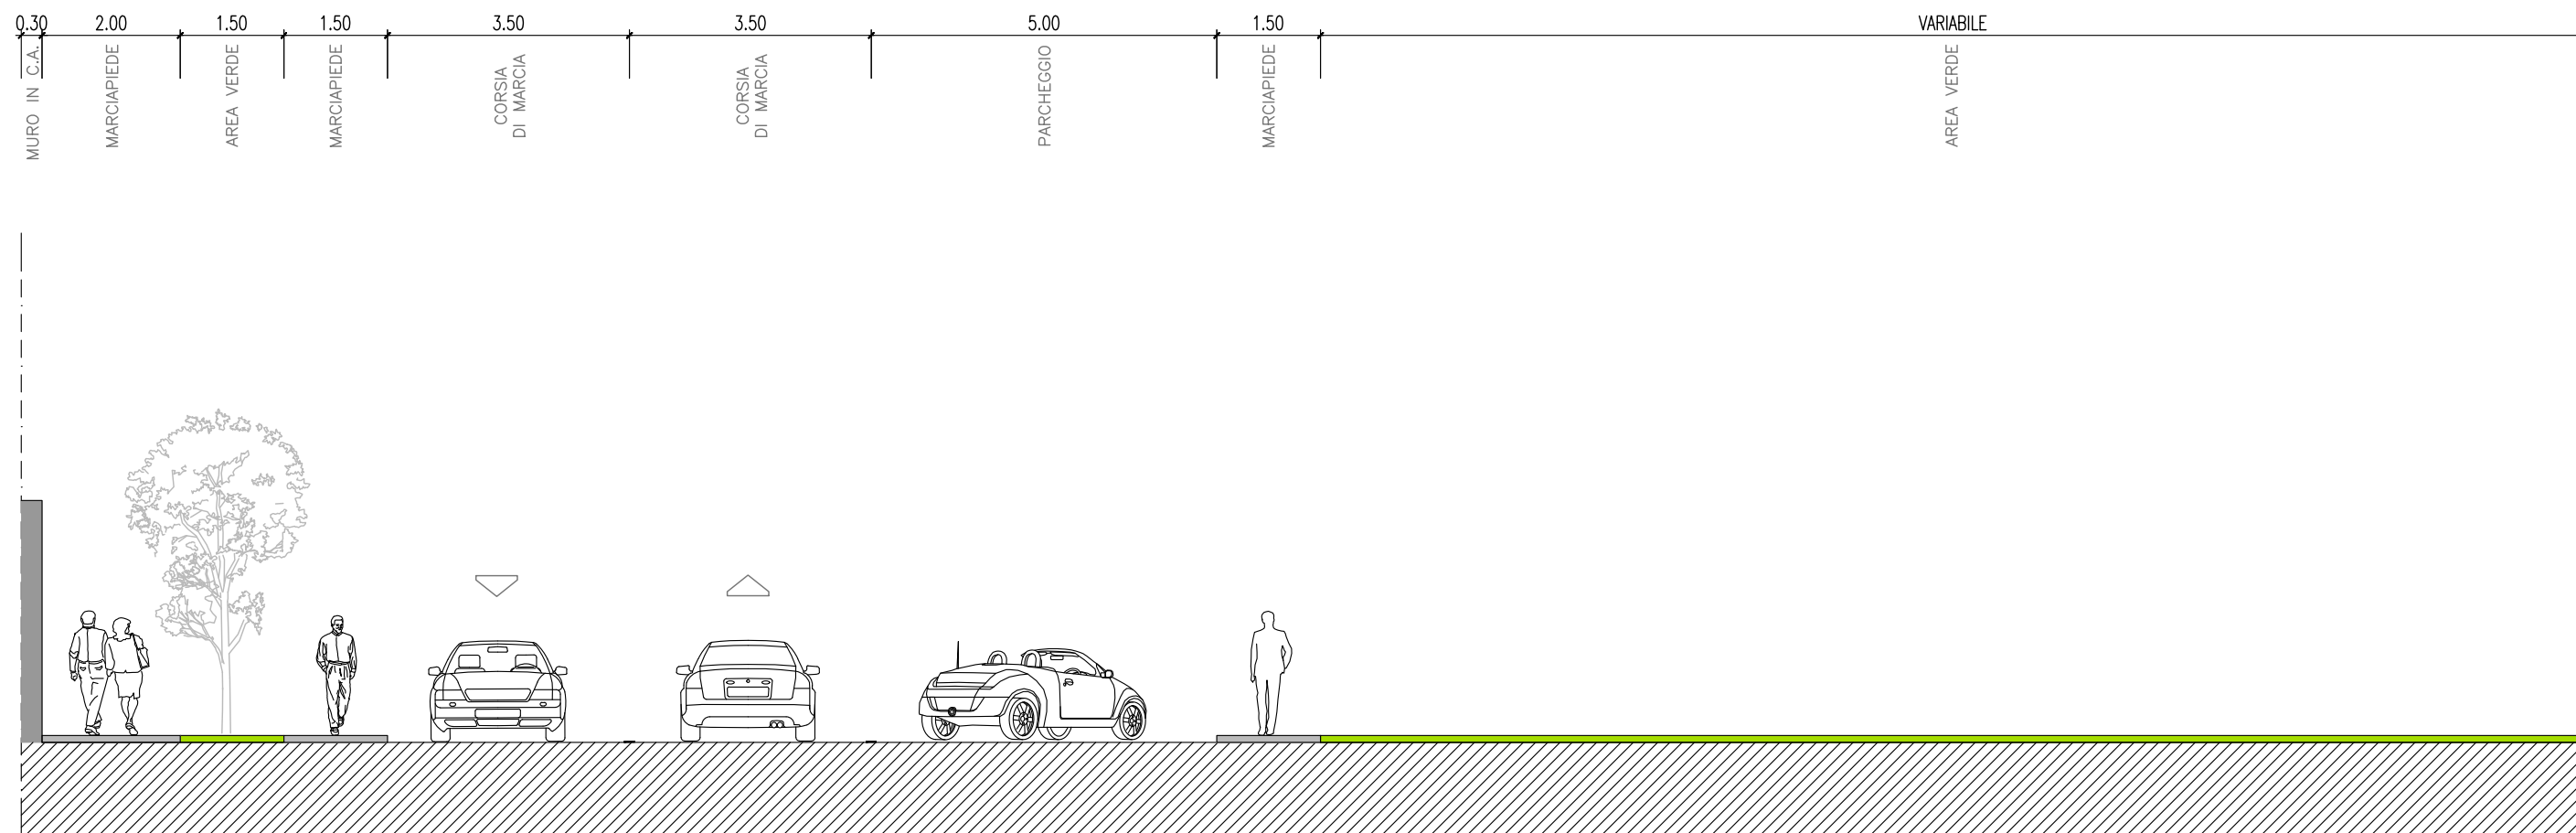 0.30
2.00
1.50
1.50
3.50
3.50
5.00
1.50
VARIABILE
MURO IN C.A.
MARCIAPIEDE
AREA VERDE
MARCIAPIEDE
CORSIA
DI MARCIA
CORSIA
DI MARCIA
PARCHEGGIO
MARCIAPIEDE
AREA VERDE